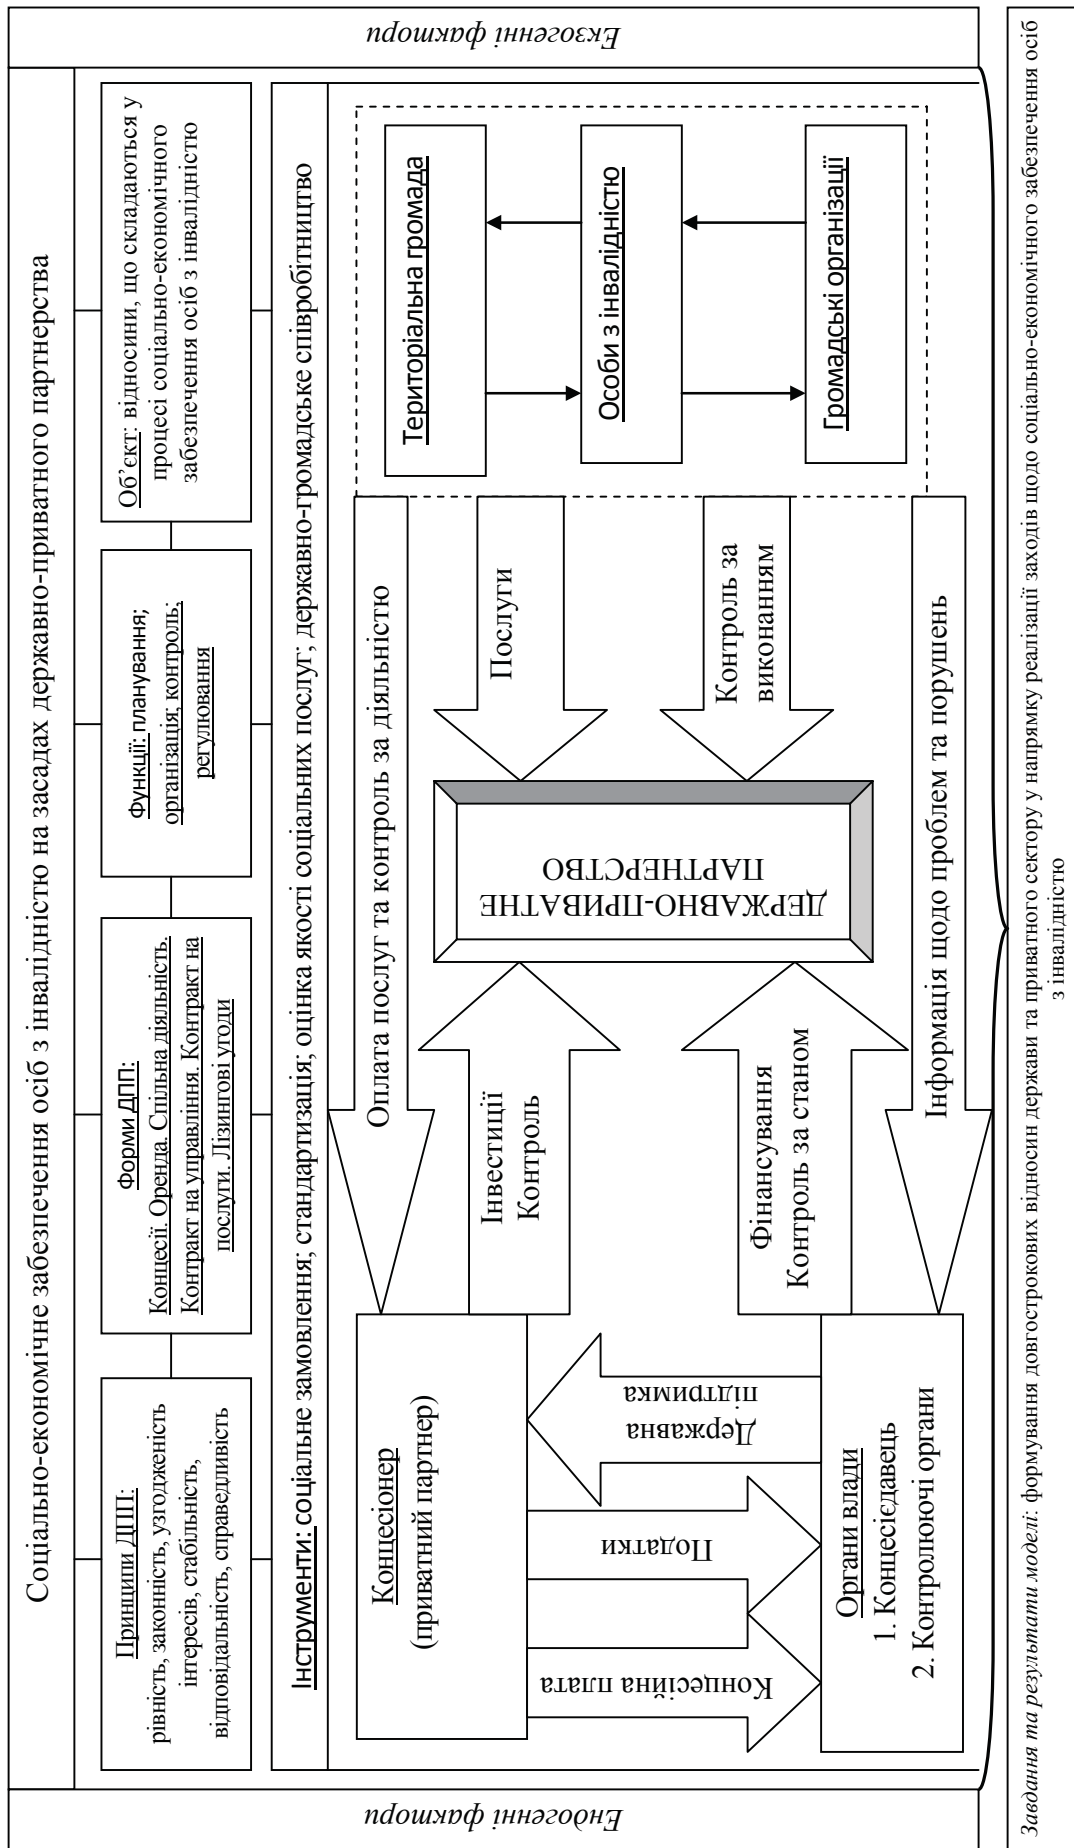 Соціально-економічне забезпечення осіб з інвалідністю на засадах державно-приватного партнерства
Ендогенні фактори
Екзогенні фактори
Принципи ДПП:
рівність, законність, узгодженість
інтересів, стабільність,
відповідальність, справедливість
Форми ДПП:
Концесії. Оренда. Спільна діяльність.
Контракт на управління. Контракт на
послуги. Лізингові угоди
Функції: планування;
організація; контроль;
регулювання
Об’єкт: відносини, що складаються у
процесі соціально-економічного
забезпечення осіб з інвалідністю
Інструменти: соціальне замовлення; стандартизація; оцінка якості соціальних послуг; державно-громадське співробітництво
Концесіонер
(приватний партнер)
Оплата послуг та контроль за діяльністю
Інвестиції
Контроль
Послуги
Територіальна громада
Концесійна плата
Податки
Державна
підтримка
ДЕРЖАВНО-ПРИВАТНЕ
ПАРТНЕРСТВО
Особи з інвалідністю
Фінансування
Контроль за станом
Контроль за
виконанням
Громадські організації
Органи влади
1. Концесієдавець
2. Контролюючі органи
Інформація щодо проблем та порушень
Завдання та результати моделі: формування довгострокових відносин держави та приватного сектору у напрямку реалізації заходів щодо соціально-економічного забезпечення осіб
з інвалідністю